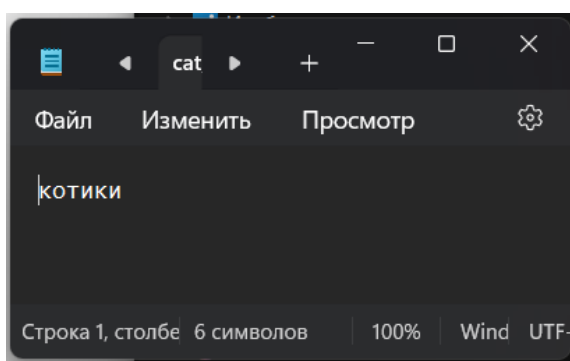 cat
Файл Изменить Просмотр
котики
Строка 1, столбе 6 символов 100% Wind UTF-